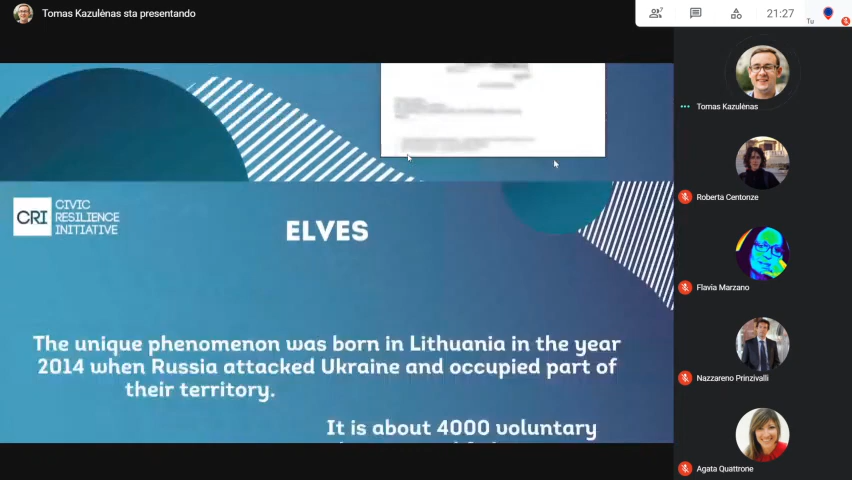 Tomas Kazulėnas sta presentando
7
21:27
Tu
Tomas Kazulėnas
Roberta Centonze
Flavia Marzano
Nazzareno Prinzivalli
Agata Quattrone
CRI
CIVIC
RESILIENCE
INITIATIVE
ELVES
The unique phenomenon was born in Lithuania in the year
2014 when Russia attacked Ukraine and occupied part of
their territory.
It is about 4000 voluntary